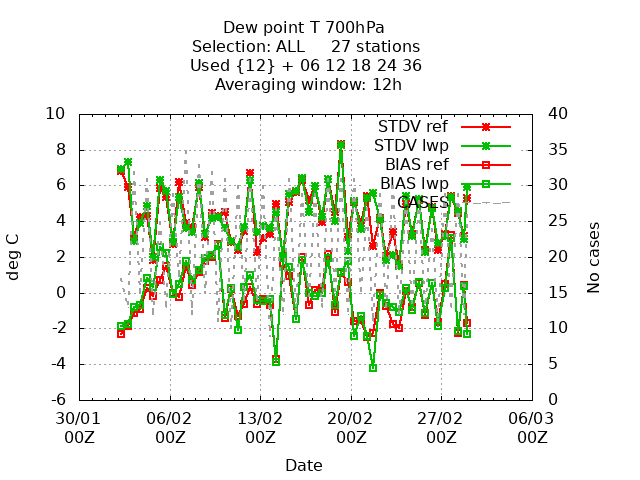 Dew point T 700hPa
Selection: ALL     27 stations
Used {12} + 06 12 18 24 36
Averaging window: 12h
10 40
STDV ref
8 35
STDV lwp
BIAS ref
6 30
BIAS lwp
CASES
4 25
2 20
0 15
-2 10
-4 5
-6 0
deg C
No cases
30/01 06/02 13/02 20/02 27/02 06/03
00Z 00Z 00Z 00Z 00Z 00Z
Date